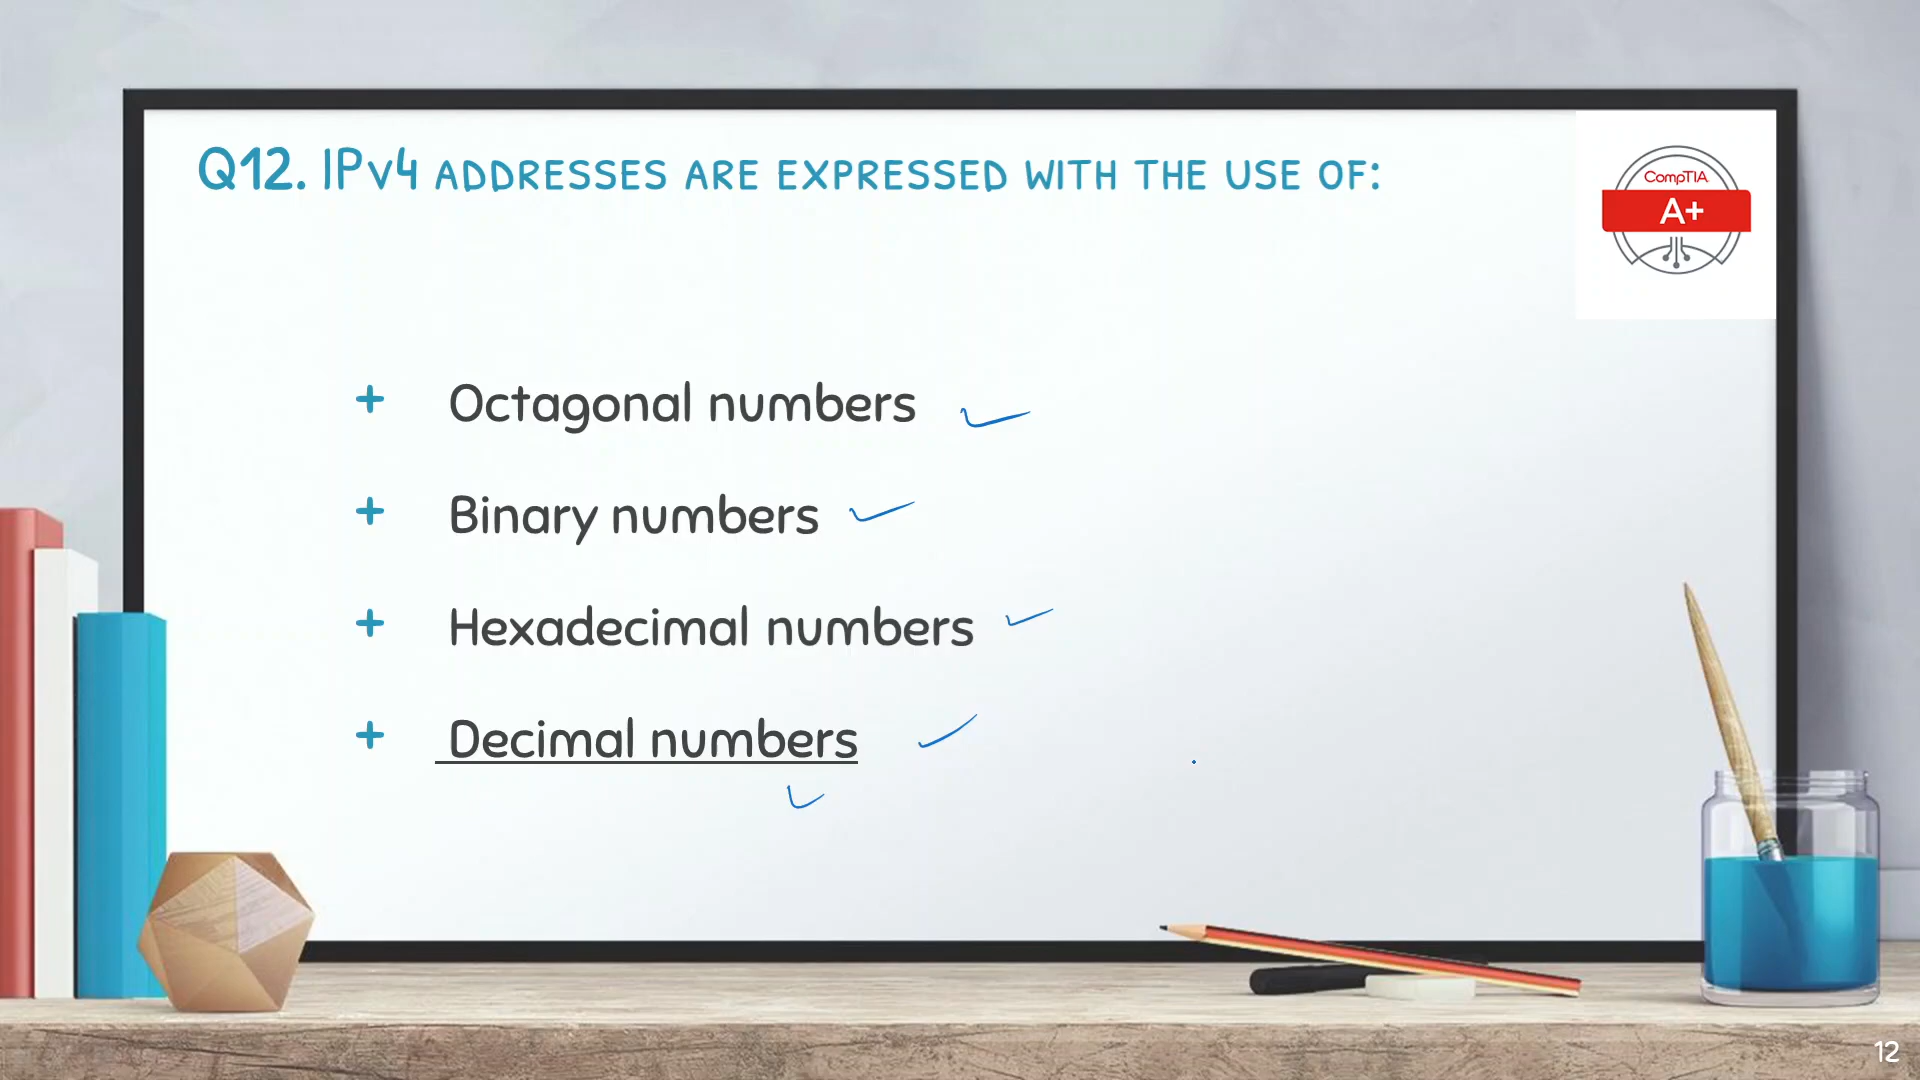 Q12. IPv4 ADDRESSES ARE EXPRESSED WITH THE USE OF:
CompTIA
A+
+ Octagonal numbers
+ Binary numbers
+ Hexadecimal numbers
+ Decimal numbers
12